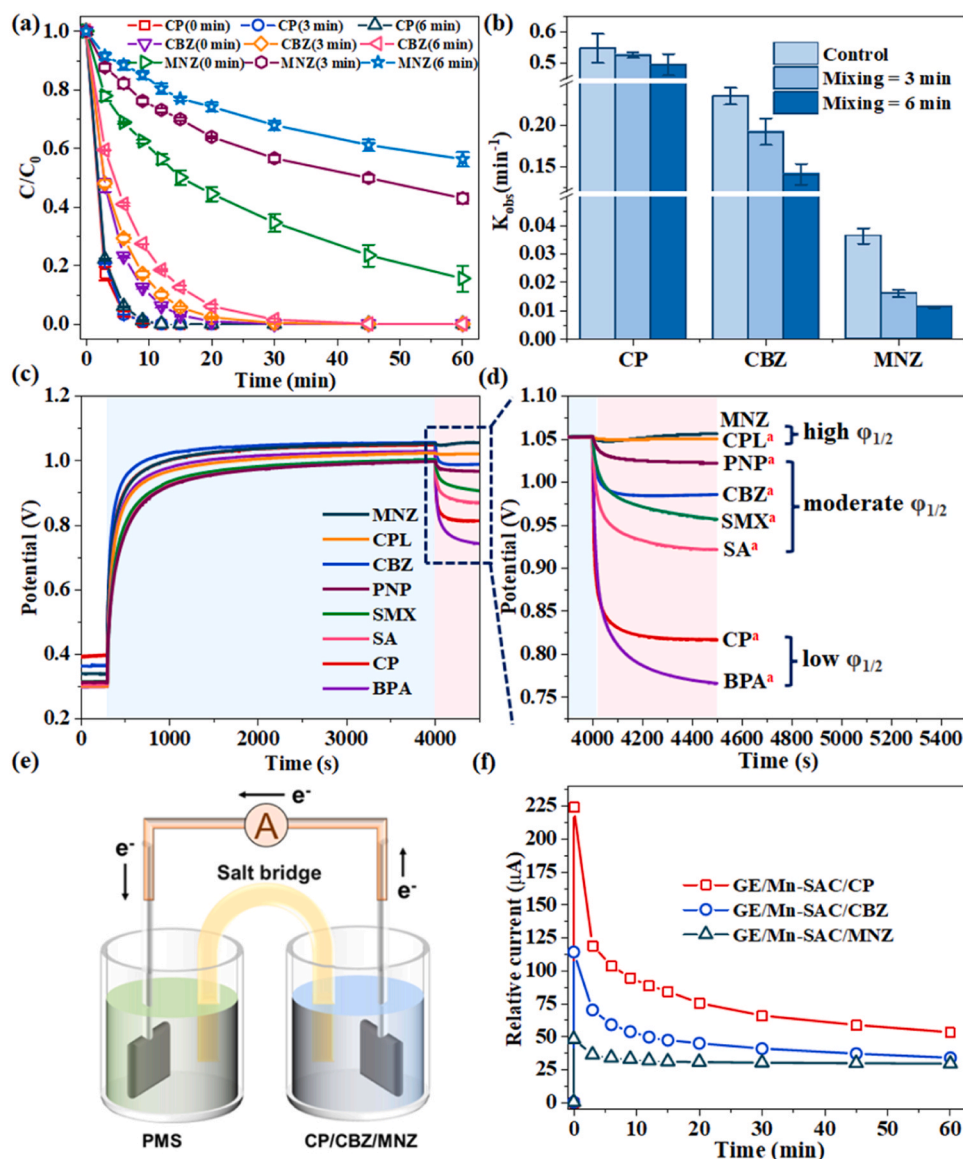 (a)
CP(0 min) CP(3 min) CP(6 min)
CBZ(0 min) CBZ(3 min) CBZ(6 min)
MNZ(0 min) MNZ(3 min) MNZ(6 min)
1.0
0.8
0.6
0.4
0.2
0.0
C/C0
0 10 20 30 40 50 60
Time (min)
(b)
Control
Mixing = 3 min
Mixing = 6 min
0.6
0.5
0.20
0.15
0.04
0.03
0.02
0.01
0.00
Kobs(min-1)
CP CBZ MNZ
(c)
1.2
1.0
0.8
0.6
0.4
0.2
Potential (V)
MNZ
CPL
CBZ
PNP
SMX
SA
CP
BPA
0 1000 2000 3000 4000
Time (s)
(d)
1.10
1.05
1.00
0.95
0.90
0.85
0.80
0.75
Potential (V)
MNZ
CPLa
high φ1/2
PNPa
CBZa
moderate φ1/2
SMXa
SAa
CPa
low φ1/2
BPAa
4000 4200 4400 4600 4800 5000 5200 5400
Time (s)
(e)
e-
A
e-
e-
Salt bridge
PMS
CP/CBZ/MNZ
(f)
225
200
175
150
125
100
75
50
25
0
Relative current (μA)
GE/Mn-SAC/CP
GE/Mn-SAC/CBZ
GE/Mn-SAC/MNZ
0 10 20 30 40 50 60
Time (min)